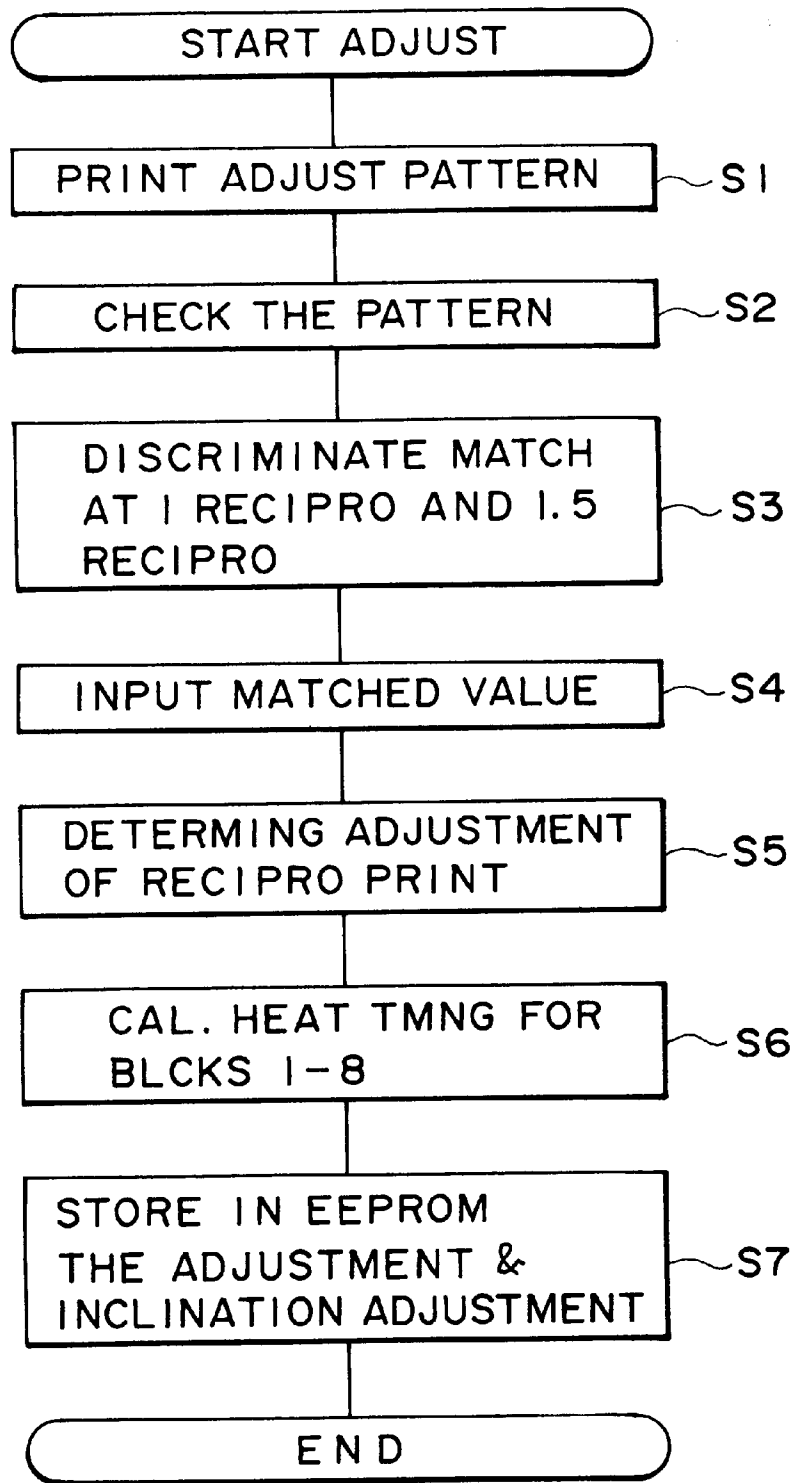 START ADJUST
PRINT ADJUST PATTERN
S1
CHECK THE PATTERN
S2
DISCRIMINATE MATCH
AT 1 RECIPRO AND 1.5
RECIPRO
S3
INPUT MATCHED VALUE
S4
DETERMING ADJUSTMENT
OF RECIPRO PRINT
S5
CAL. HEAT TMNG FOR
BLCKS 1-8
S6
STORE IN EEPROM
THE ADJUSTMENT &
INCLINATION ADJUSTMENT
S7
END